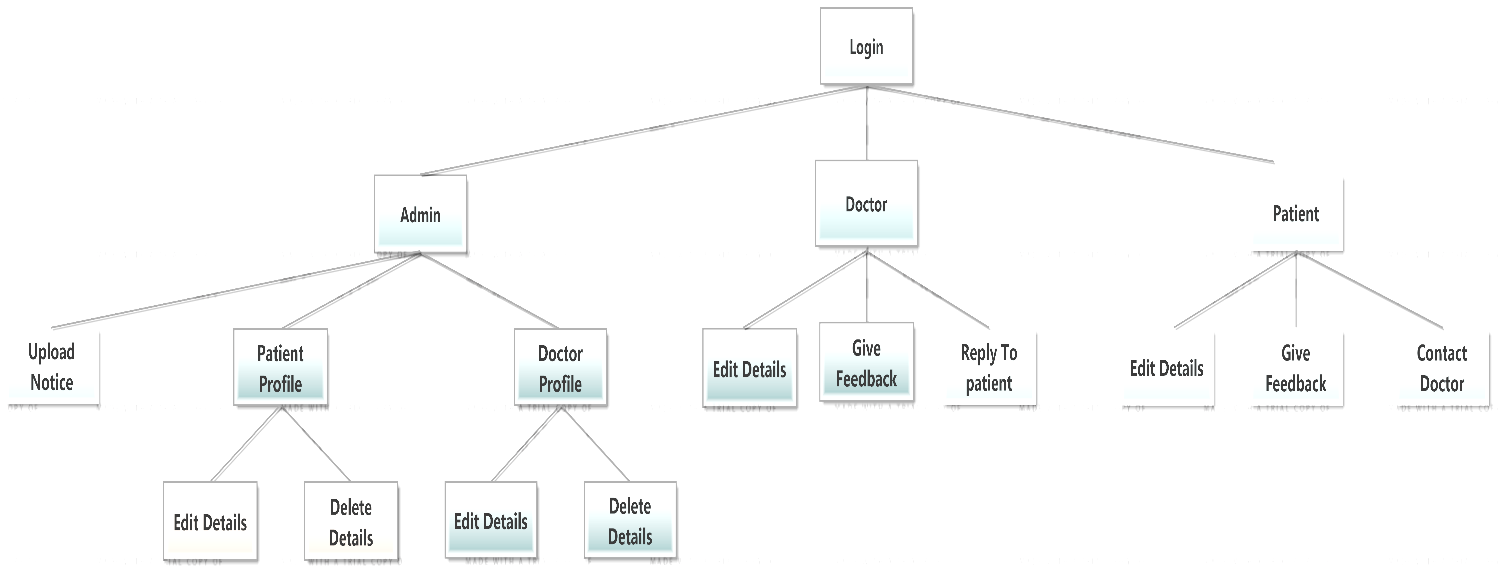 Login
Admin
Doctor
Patient
Upload
Notice
Patient
Profile
Doctor
Profile
Edit Details
Give
Feedback
Reply To
patient
Edit Details
Give
Feedback
Contact
Doctor
Edit Details
Delete
Details
Edit Details
Delete
Details